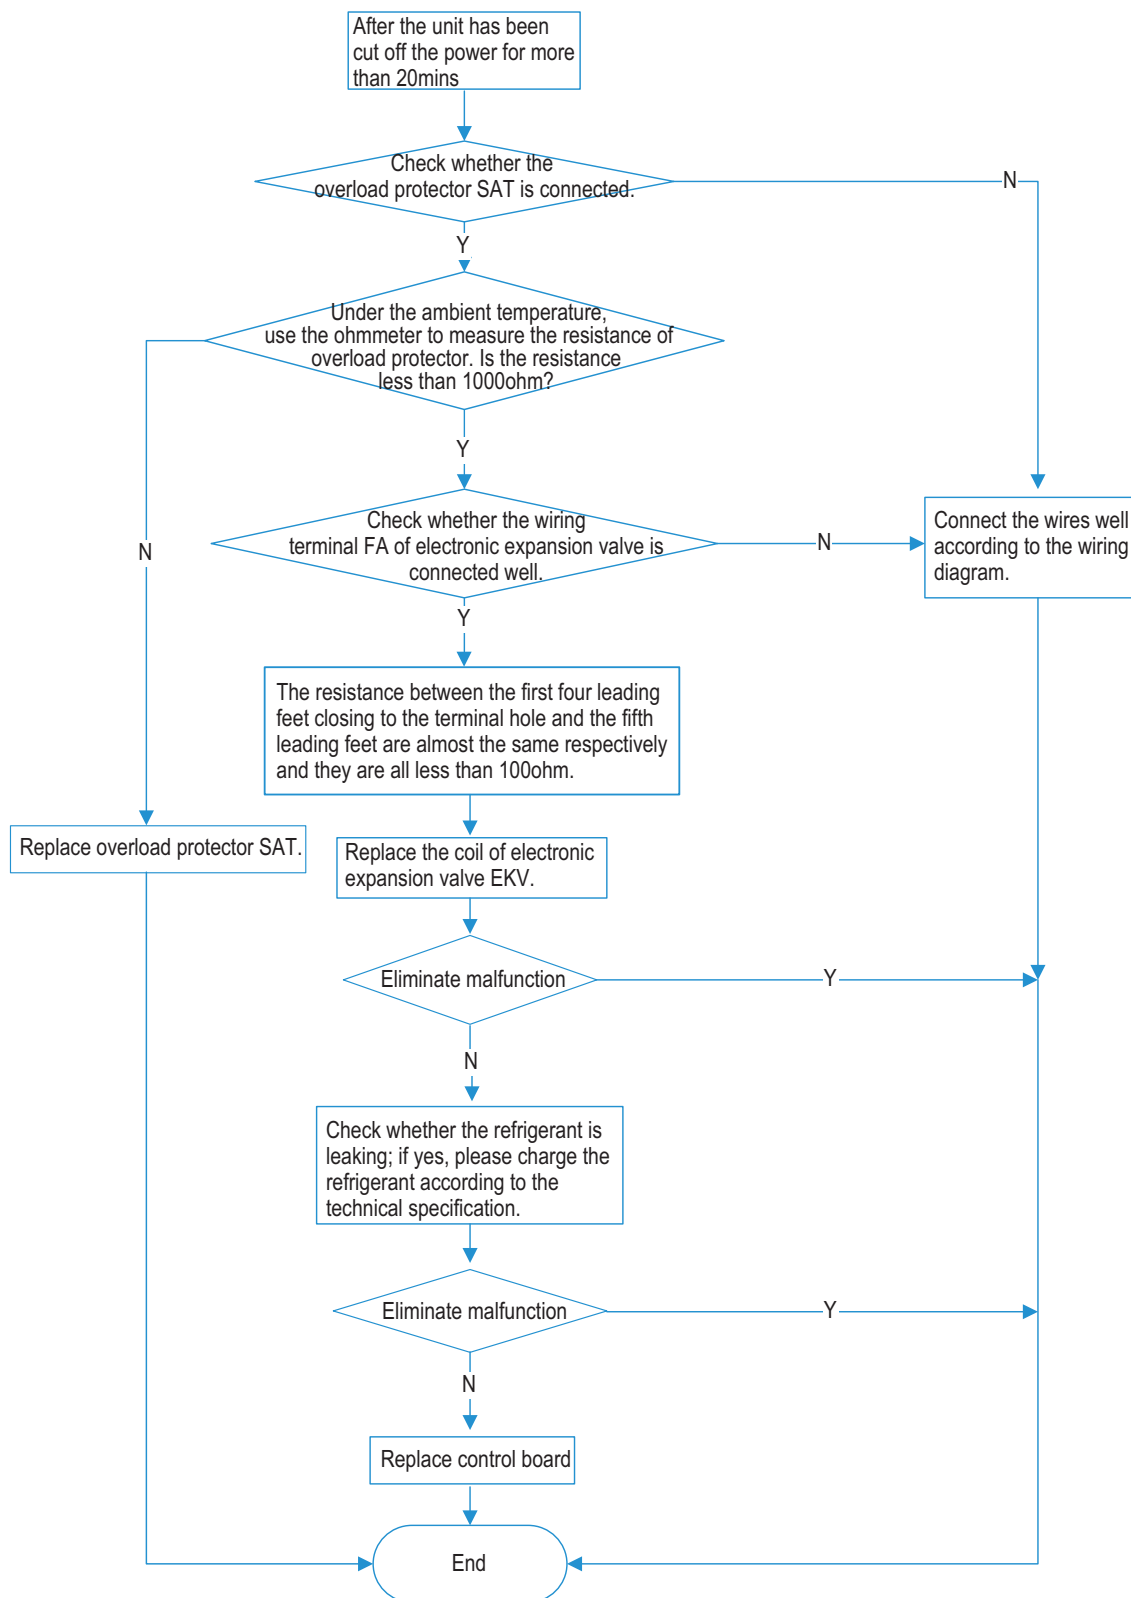 After the unit has been
cut off the power for more
than 20mins
Check whether the
overload protector SAT is connected.
N
Y
Under the ambient temperature,
use the ohmmeter to measure the resistance of
overload protector. Is the resistance
less than 1000ohm?
Y
Check whether the wiring
terminal FA of electronic expansion valve is
connected well.
N
Connect the wires well
according to the wiring
diagram.
N
Y
The resistance between the first four leading
feet closing to the terminal hole and the fifth
leading feet are almost the same respectively
and they are all less than 100ohm.
Replace overload protector SAT.
Replace the coil of electronic
expansion valve EKV.
Eliminate malfunction
Y
N
Check whether the refrigerant is
leaking; if yes, please charge the
refrigerant according to the
technical specification.
Eliminate malfunction
Y
N
Replace control board
End